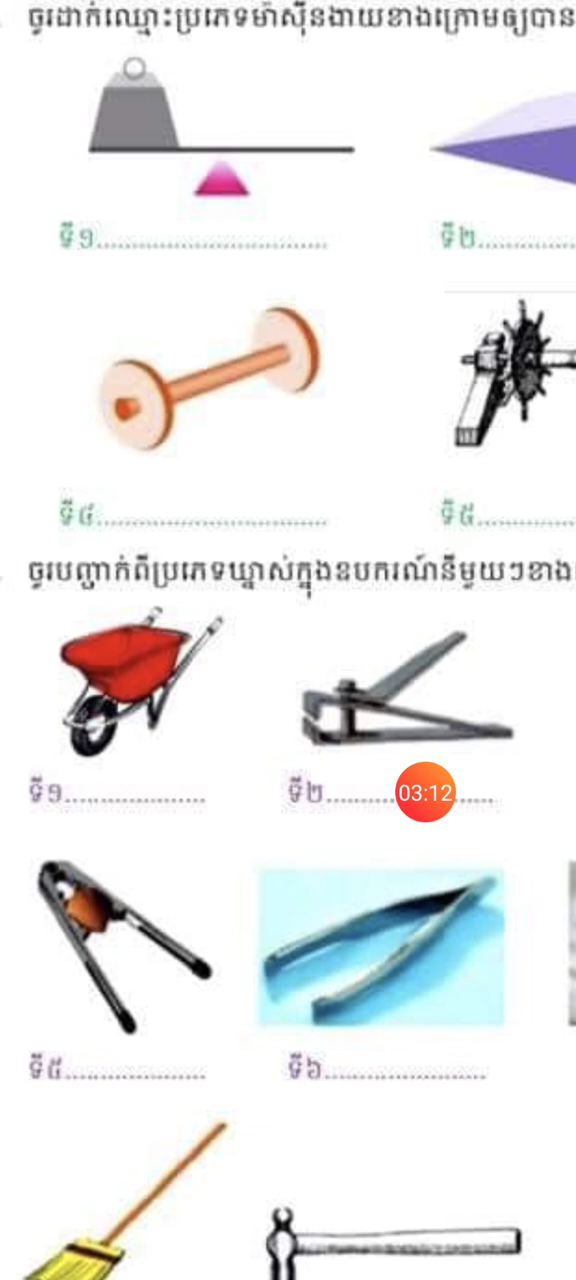 ចូរដាក់ឈ្មោះប្រភេទម៉ាស៊ីនងាយខាងក្រោមឲ្យបាន
ទី១.................................
ទី២.............
ទី៤.................................
ទី៥.............
ចូរបញ្ជាក់ពីប្រភេទឃ្នាស់ក្នុងឧបករណ៍នីមួយៗខាង
ទី១....................
ទី២....................
03:12
ទី៥....................
ទី៦....................